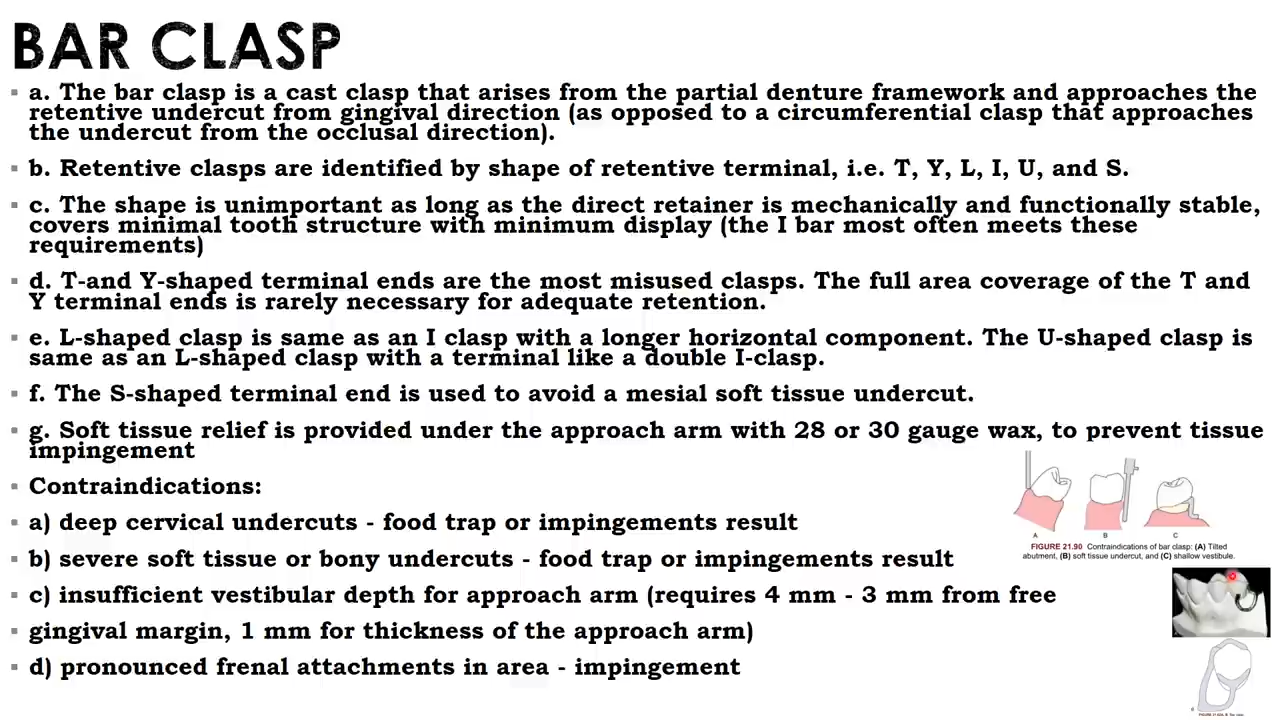 BAR CLASP
a. The bar clasp is a cast clasp that arises from the partial denture framework and approaches the
retentive undercut from gingival direction (as opposed to a circumferential clasp that approaches
the undercut from the occlusal direction).
b. Retentive clasps are identified by shape of retentive terminal, i.e. T, Y, L, I, U, and S.
c. The shape is unimportant as long as the direct retainer is mechanically and functionally stable,
covers minimal tooth structure with minimum display (the I bar most often meets these
requirements)
d. T-and Y-shaped terminal ends are the most misused clasps. The full area coverage of the T and
Y terminal ends is rarely necessary for adequate retention.
e. L-shaped clasp is same as an I clasp with a longer horizontal component. The U-shaped clasp is
same as an L-shaped clasp with a terminal like a double I-clasp.
f. The S-shaped terminal end is used to avoid a mesial soft tissue undercut.
g. Soft tissue relief is provided under the approach arm with 28 or 30 gauge wax, to prevent tissue
impingement
Contraindications:
a) deep cervical undercuts - food trap or impingements result
b) severe soft tissue or bony undercuts - food trap or impingements result
c) insufficient vestibular depth for approach arm (requires 4 mm - 3 mm from free
gingival margin, 1 mm for thickness of the approach arm)
d) pronounced frenal attachments in area - impingement
A B C
FIGURE 21.90 Contraindications of bar clasp: (A) Tilted
abutment, (B) soft tissue undercut, and (C) shallow vestibule.